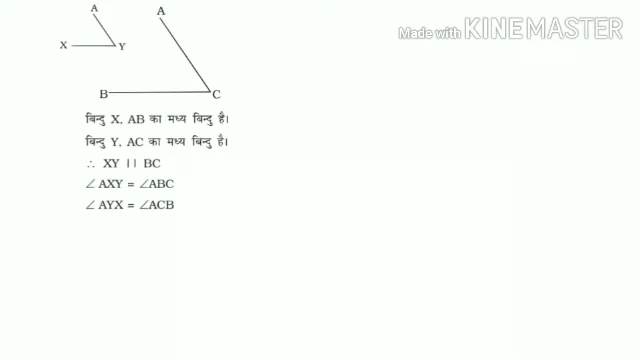 A
X
Y
A
B
C
Made with KINEMASTER
बिन्दु X, AB का मध्य बिन्दु है।
बिन्दु Y, AC का मध्य बिन्दु है।
∴ XY || BC
∠ AXY = ∠ABC
∠ AYX = ∠ACB